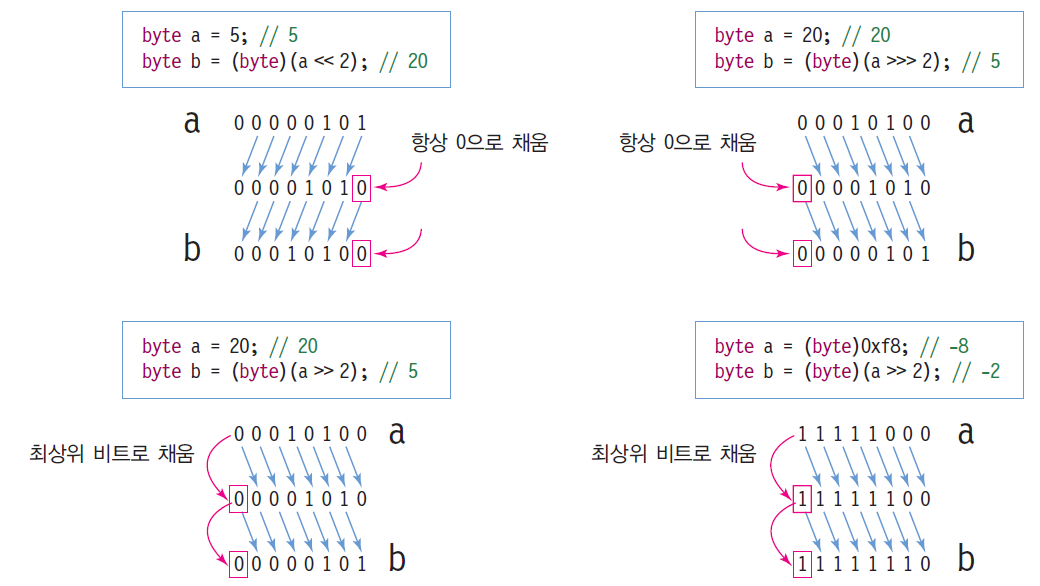 byte a = 5; // 5
byte b = (byte)(a << 2); // 20
a 0 0 0 0 0 1 0 1
항상 0으로 채움
0 0 0 0 1 0 1 0
b 0 0 0 1 0 1 0 0
byte a = 20; // 20
byte b = (byte)(a >>> 2); // 5
0 0 0 1 0 1 0 0 a
항상 0으로 채움
0 0 0 0 1 0 1 0
0 0 0 0 0 1 0 1 b
byte a = 20; // 20
byte b = (byte)(a >> 2); // 5
0 0 0 1 0 1 0 0 a
최상위 비트로 채움
0 0 0 0 1 0 1 0
0 0 0 0 0 1 0 1 b
byte a = (byte)0xf8; // -8
byte b = (byte)(a >> 2); // -2
1 1 1 1 1 0 0 0 a
최상위 비트로 채움
1 1 1 1 1 1 0 0
1 1 1 1 1 1 1 0 b